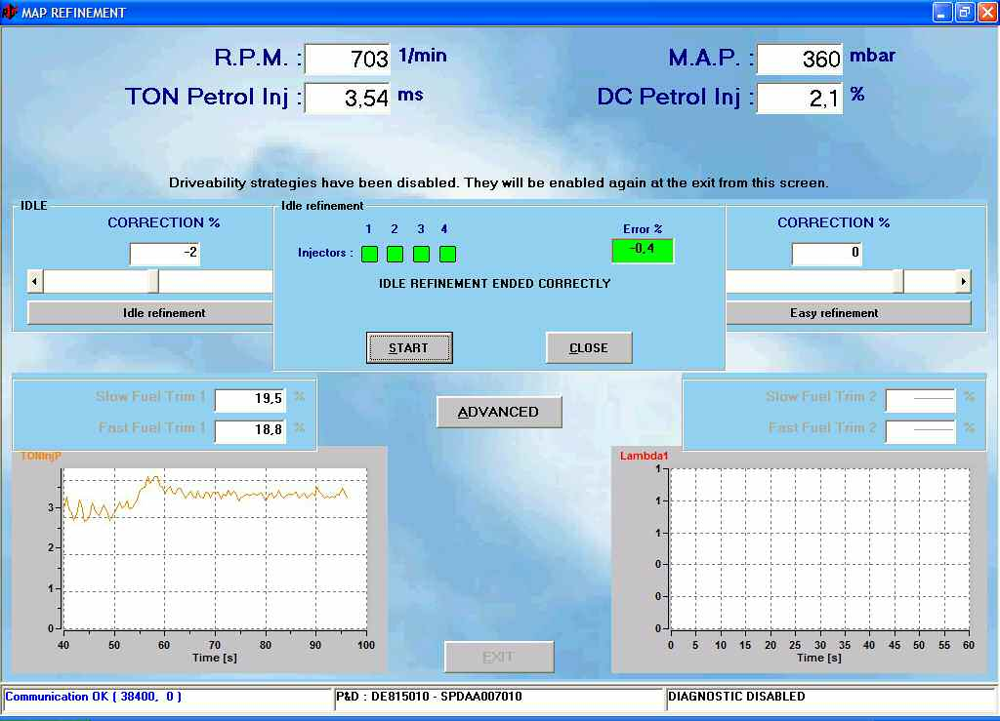 MAP REFINEMENT
R.P.M. : 703 1/min
M.A.P. : 360 mbar
TON Petrol Inj : 3,54 ms
DC Petrol Inj : 2,1 %
Driveability strategies have been disabled. They will be enabled again at the exit from this screen.
IDLE
CORRECTION %
-2
Idle refinement
Idle refinement
1 2 3 4
Injectors :
Error %
-0,4
IDLE REFINEMENT ENDED CORRECTLY
START
CLOSE
CORRECTION %
0
Easy refinement
Slow Fuel Trim 1 19,5 %
Fast Fuel Trim 1 18,8 %
ADVANCED
Slow Fuel Trim 2 %
Fast Fuel Trim 2 %
TONInjP
3
2
1
0
40 50 60 70 80 90 100
Time [s]
Lambda1
1
1
1
0
0
0
0 5 10 15 20 25 30 35 40 45 50 55 60
Time [s]
EXIT
Communication OK ( 38400, 0 )
P&D : DE815010 - SPDAA007010
DIAGNOSTIC DISABLED